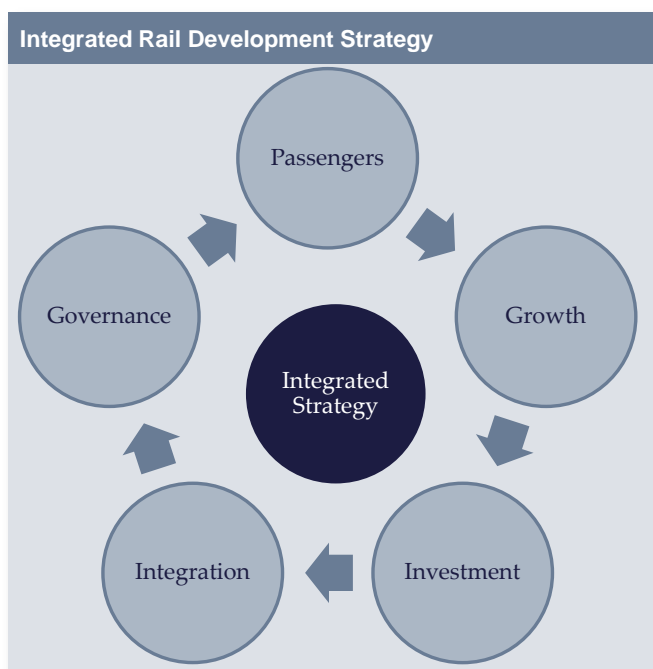 Integrated Rail Development Strategy
Passengers
Governance
Growth
Integrated
Strategy
Integration
Investment